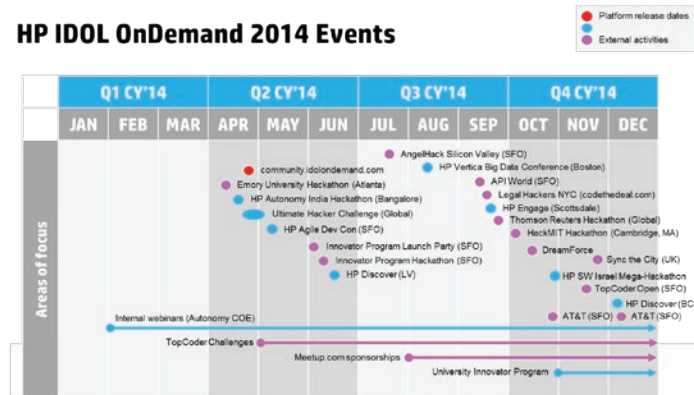 HP IDOL OnDemand 2014 Events
Platform release dates
External activities
Q1 CY'14 Q2 CY'14 Q3 CY'14 Q4 CY'14
JAN FEB MAR APR MAY JUN JUL AUG SEP OCT NOV DEC
Areas of focus
AngelHack Silicon Valley (SFO)
HP Vertica Big Data Conference (Boston)
community.idolondemand.com
API World (SFO)
Emory University Hackathon (Atlanta)
Legal Hackers NYC (codethedeal.com)
HP Autonomy India Hackathon (Bangalore)
HP Engage (Scottsdale)
Ultimate Hacker Challenge (Global)
Thomson Reuters Hackathon (Global)
HP Agile Dev Con (SFO)
HackMIT Hackathon (Cambridge, MA)
Innovator Program Launch Party (SFO)
DreamForce
Innovator Program Hackathon (SFO)
Sync the City (UK)
HP Discover (LV)
HP SW Israel Mega-Hackathon
TopCoder Open (SFO)
HP Discover (BC
AT&T (SFO) AT&T (SFO)
Internal webinars (Autonomy COE)
TopCoder Challenges
Meetup.com sponsorships
University Innovator Program